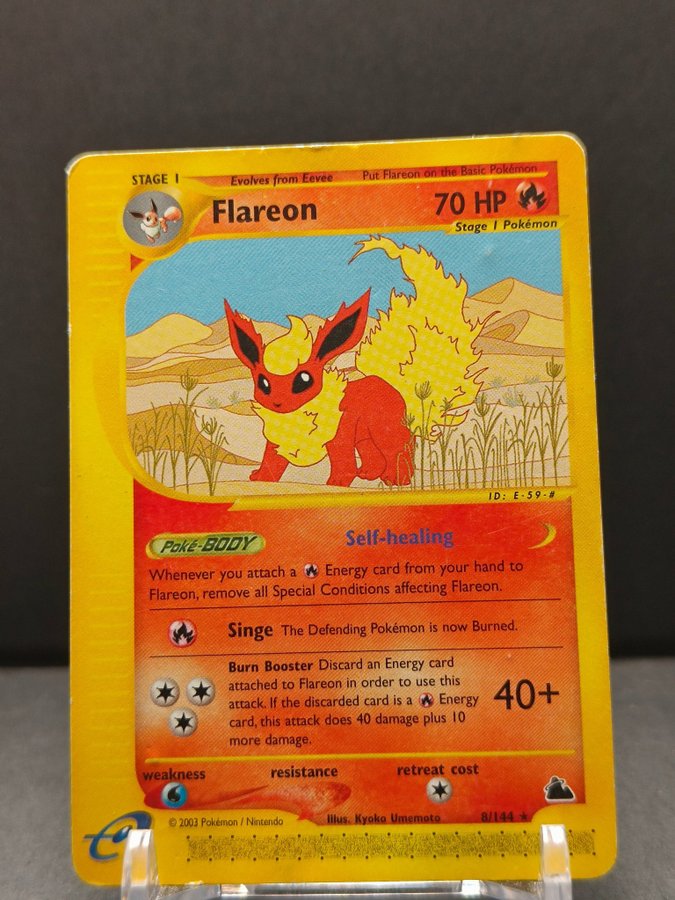 STAGE 1 Evolves from Eevee Put Flareon on the Basic Pokémon
Flareon 70 HP
Stage 1 Pokémon
ID: E-59-#
Poké-BODY Self-healing
Whenever you attach a Energy card from your hand to
Flareon, remove all Special Conditions affecting Flareon.
Singe The Defending Pokémon is now Burned.
Burn Booster Discard an Energy card
attached to Flareon in order to use this
attack. If the discarded card is a Energy
card, this attack does 40 damage plus 10
more damage.
40+
weakness resistance retreat cost
© 2003 Pokémon / Nintendo Illus. Kyoko Umemoto 8/144 ★
e